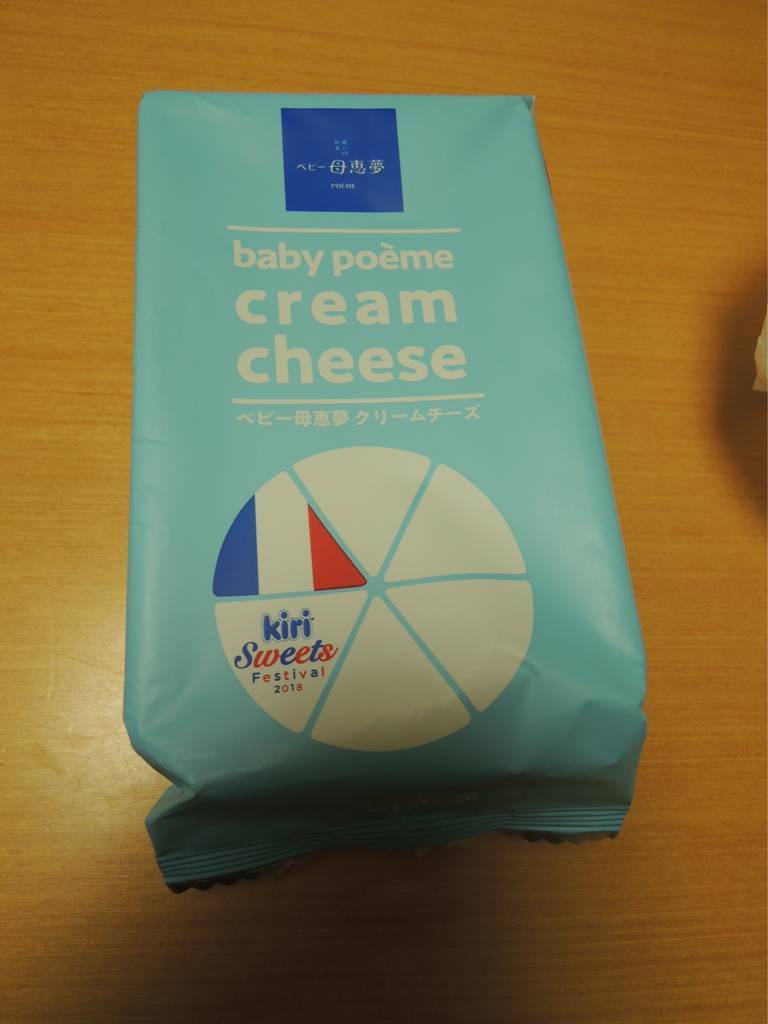 ベビー母恵夢
POEME
baby poème
cream
cheese
ベビー母恵夢 クリームチーズ
kiri
Sweets
Festival
2018